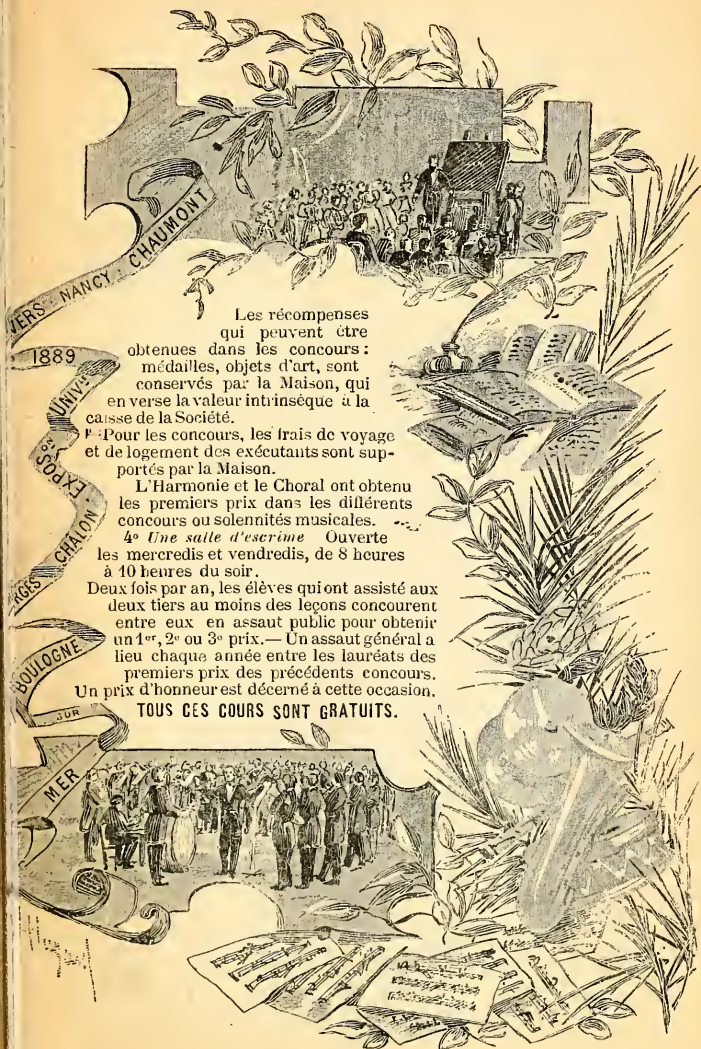 CHAUMONT
NANCY
1889
UNIVlle
EXPOSon
CHALON
BOULOGNE
SUR
MER
Les récompenses
qui peuvent être
obtenues dans les concours :
médailles, objets d'art, sont
conservés par la Maison, qui
en verse la valeur intrinsèque à la
caisse de la Société.
Pour les concours, les frais de voyage
et de logement des exécutants sont sup-
portés par la Maison.
L'Harmonie et le Choral ont obtenu
les premiers prix dans les différents
concours ou solennités musicales.
4o Une salle d'escrime Ouverte
les mercredis et vendredis, de 8 heures
à 10 heures du soir.
Deux fois par an, les élèves qui ont assisté aux
deux tiers au moins des leçons concourent
entre eux en assaut public pour obtenir
un 1er, 2e ou 3e prix.— Un assaut général a
lieu chaque année entre les lauréats des
premiers prix des précédents concours.
Un prix d'honneur est décerné à cette occasion.
TOUS CES COURS SONT GRATUITS.